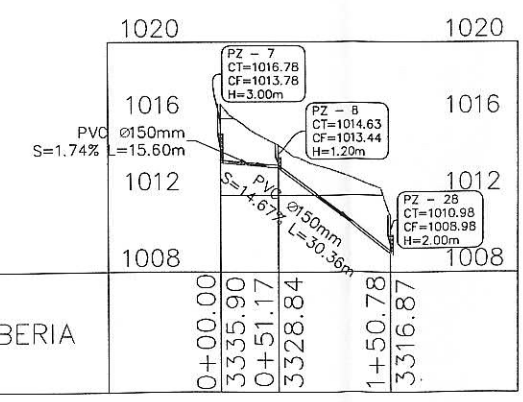 1020
1020
PZ - 7
CT=1016.78
CF=1013.78
H=3.00m
1016
1016
PZ - 8
CT=1014.63
CF=1013.44
H=1.20m
PVC Ø150mm
S=1.74% L=15.60m
1012
1012
PVC Ø150mm
S=14.67% L=30.36m
PZ - 28
CT=1010.98
CF=1008.98
H=2.00m
1008
1008
BERIA
0+00.00
3335.90
0+51.17
3328.84
1+50.78
3316.87